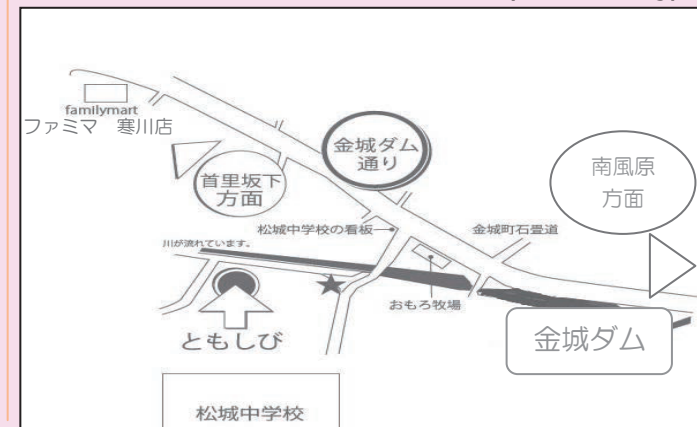 familymart
ファミマ　寒川店
金城ダム
通り
首里坂下
方面
南風原
方面
松城中学校の看板
金城町石畳道
川が流れています。
おもろ牧場
ともしび
金城ダム
松城中学校